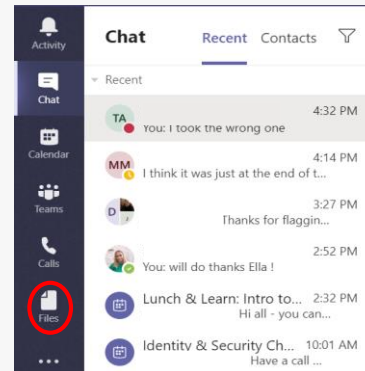 Activity
Chat
Calendar
Teams
Calls
Files
Chat Recent Contacts
Recent
TA 4:32 PM
You: I took the wrong one
MM 4:14 PM
I think it was just at the end of t...
D 3:27 PM
Thanks for flaggin...
2:52 PM
You: will do thanks Ella !
Lunch & Learn: Intro to... 2:32 PM
Hi all - you can...
Identity & Security Ch... 10:01 AM
Have a call ...